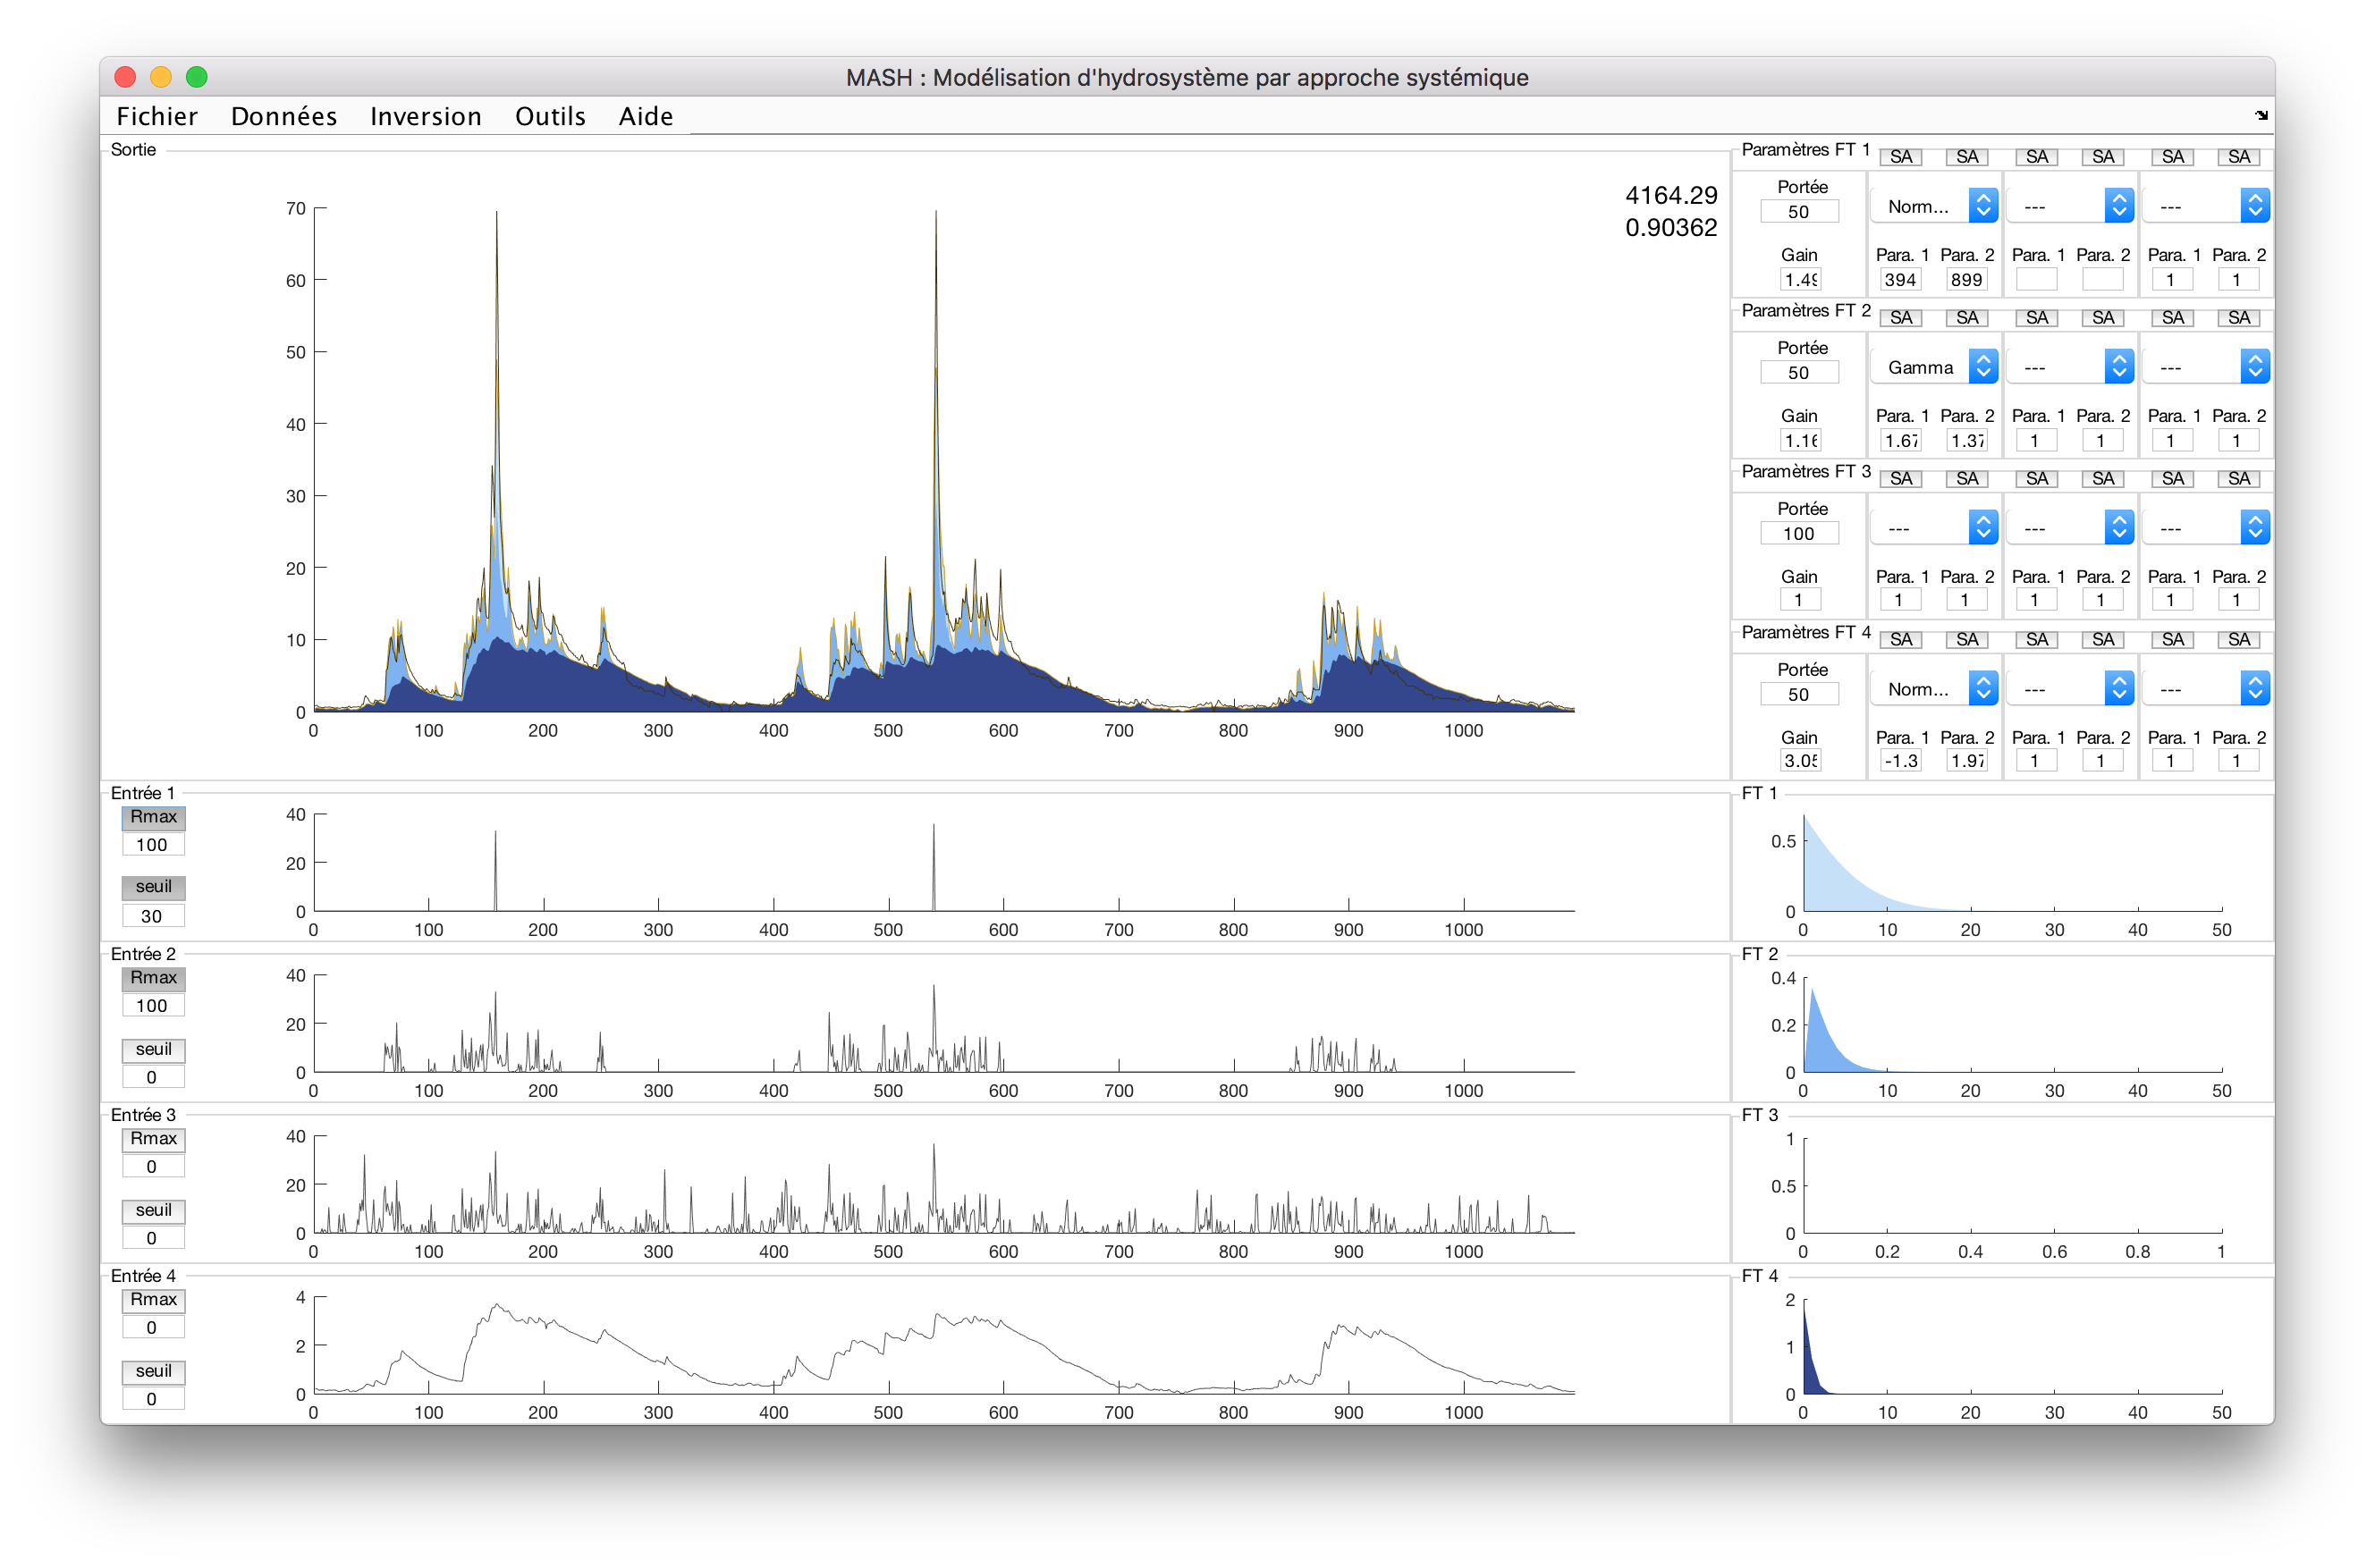 MASH : Modélisation d'hydrosystème par approche systémique
Fichier Données Inversion Outils Aide
Sortie
4164.29
0.90362
70
60
50
40
30
20
10
0
0 100 200 300 400 500 600 700 800 900 1000
Paramètres FT 1 SA SA SA SA SA SA
Portée
50 Norm... --- ---
Gain Para. 1 Para. 2 Para. 1 Para. 2 Para. 1 Para. 2
1.49 394 899 1 1
Paramètres FT 2 SA SA SA SA SA SA
Portée
50 Gamma --- ---
Gain Para. 1 Para. 2 Para. 1 Para. 2 Para. 1 Para. 2
1.16 1.67 1.37 1 1 1 1
Paramètres FT 3 SA SA SA SA SA SA
Portée
100 --- --- ---
Gain Para. 1 Para. 2 Para. 1 Para. 2 Para. 1 Para. 2
1 1 1 1 1 1 1
Paramètres FT 4 SA SA SA SA SA SA
Portée
50 Norm... --- ---
Gain Para. 1 Para. 2 Para. 1 Para. 2 Para. 1 Para. 2
3.05 -1.3 1.97 1 1 1 1
Entrée 1
Rmax
100
seuil
30
40
20
0
0 100 200 300 400 500 600 700 800 900 1000
FT 1
0.5
0
0 10 20 30 40 50
Entrée 2
Rmax
100
seuil
0
40
20
0
0 100 200 300 400 500 600 700 800 900 1000
FT 2
0.4
0.2
0
0 10 20 30 40 50
Entrée 3
Rmax
0
seuil
0
40
20
0
0 100 200 300 400 500 600 700 800 900 1000
FT 3
1
0.5
0
0 0.2 0.4 0.6 0.8 1
Entrée 4
Rmax
0
seuil
0
4
2
0
0 100 200 300 400 500 600 700 800 900 1000
FT 4
2
1
0
0 10 20 30 40 50